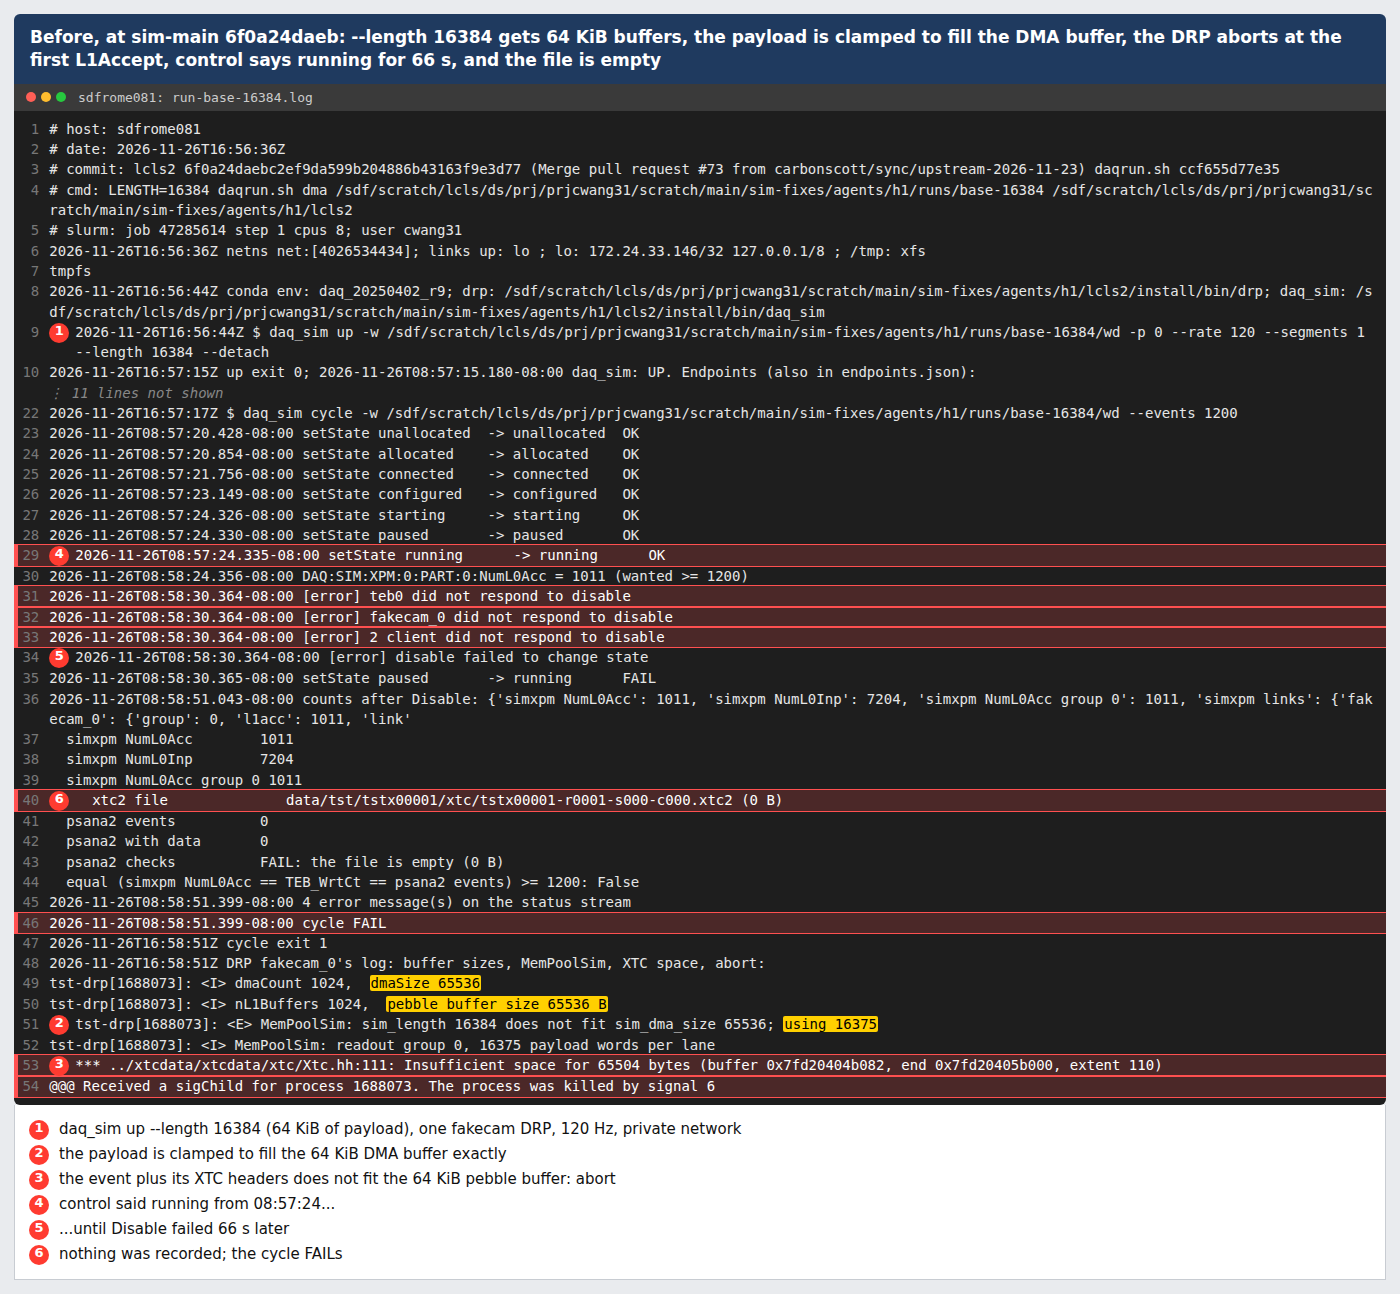 Before, at sim-main 6f0a24daeb: --length 16384 gets 64 KiB buffers, the payload is clamped to fill the DMA buffer, the DRP aborts at the
first L1Accept, control says running for 66 s, and the file is empty
sdfrome081: run-base-16384.log
1 # host: sdfrome081
2 # date: 2026-11-26T16:56:36Z
3 # commit: lcls2 6f0a24daebc2ef9da599b204886b43163f9e3d77 (Merge pull request #73 from carbonscott/sync/upstream-2026-11-23) daqrun.sh ccf655d77e35
4 # cmd: LENGTH=16384 daqrun.sh dma /sdf/scratch/lcls/ds/prj/prjcwang31/scratch/main/sim-fixes/agents/h1/runs/base-16384 /sdf/scratch/lcls/ds/prj/prjcwang31/sc
ratch/main/sim-fixes/agents/h1/lcls2
5 # slurm: job 47285614 step 1 cpus 8; user cwang31
6 2026-11-26T16:56:36Z netns net:[4026534434]; links up: lo ; lo: 172.24.33.146/32 127.0.0.1/8 ; /tmp: xfs
7 tmpfs
8 2026-11-26T16:56:44Z conda env: daq_20250402_r9; drp: /sdf/scratch/lcls/ds/prj/prjcwang31/scratch/main/sim-fixes/agents/h1/lcls2/install/bin/drp; daq_sim: /s
df/scratch/lcls/ds/prj/prjcwang31/scratch/main/sim-fixes/agents/h1/lcls2/install/bin/daq_sim
9 1 2026-11-26T16:56:44Z $ daq_sim up -w /sdf/scratch/lcls/ds/prj/prjcwang31/scratch/main/sim-fixes/agents/h1/runs/base-16384/wd -p 0 --rate 120 --segments 1
--length 16384 --detach
10 2026-11-26T16:57:15Z up exit 0; 2026-11-26T08:57:15.180-08:00 daq_sim: UP. Endpoints (also in endpoints.json):
⋮ 11 lines not shown
22 2026-11-26T16:57:17Z $ daq_sim cycle -w /sdf/scratch/lcls/ds/prj/prjcwang31/scratch/main/sim-fixes/agents/h1/runs/base-16384/wd --events 1200
23 2026-11-26T08:57:20.428-08:00 setState unallocated  -> unallocated  OK
24 2026-11-26T08:57:20.854-08:00 setState allocated    -> allocated    OK
25 2026-11-26T08:57:21.756-08:00 setState connected    -> connected    OK
26 2026-11-26T08:57:23.149-08:00 setState configured   -> configured   OK
27 2026-11-26T08:57:24.326-08:00 setState starting     -> starting     OK
28 2026-11-26T08:57:24.330-08:00 setState paused       -> paused       OK
29 4 2026-11-26T08:57:24.335-08:00 setState running      -> running      OK
30 2026-11-26T08:58:24.356-08:00 DAQ:SIM:XPM:0:PART:0:NumL0Acc = 1011 (wanted >= 1200)
31 2026-11-26T08:58:30.364-08:00 [error] teb0 did not respond to disable
32 2026-11-26T08:58:30.364-08:00 [error] fakecam_0 did not respond to disable
33 2026-11-26T08:58:30.364-08:00 [error] 2 client did not respond to disable
34 5 2026-11-26T08:58:30.364-08:00 [error] disable failed to change state
35 2026-11-26T08:58:30.365-08:00 setState paused       -> running      FAIL
36 2026-11-26T08:58:51.043-08:00 counts after Disable: {'simxpm NumL0Acc': 1011, 'simxpm NumL0Inp': 7204, 'simxpm NumL0Acc group 0': 1011, 'simxpm links': {'fak
ecam_0': {'group': 0, 'l1acc': 1011, 'link'
37   simxpm NumL0Acc        1011
38   simxpm NumL0Inp        7204
39   simxpm NumL0Acc group 0 1011
40 6   xtc2 file              data/tst/tstx00001/xtc/tstx00001-r0001-s000-c000.xtc2 (0 B)
41   psana2 events          0
42   psana2 with data       0
43   psana2 checks          FAIL: the file is empty (0 B)
44   equal (simxpm NumL0Acc == TEB_WrtCt == psana2 events) >= 1200: False
45 2026-11-26T08:58:51.399-08:00 4 error message(s) on the status stream
46 2026-11-26T08:58:51.399-08:00 cycle FAIL
47 2026-11-26T16:58:51Z cycle exit 1
48 2026-11-26T16:58:51Z DRP fakecam_0's log: buffer sizes, MemPoolSim, XTC space, abort:
49 tst-drp[1688073]: <I> dmaCount 1024,  dmaSize 65536
50 tst-drp[1688073]: <I> nL1Buffers 1024,  pebble buffer size 65536 B
51 2 tst-drp[1688073]: <E> MemPoolSim: sim_length 16384 does not fit sim_dma_size 65536; using 16375
52 tst-drp[1688073]: <I> MemPoolSim: readout group 0, 16375 payload words per lane
53 3 *** ../xtcdata/xtcdata/xtc/Xtc.hh:111: Insufficient space for 65504 bytes (buffer 0x7fd20404b082, end 0x7fd20405b000, extent 110)
54 @@@ Received a sigChild for process 1688073. The process was killed by signal 6
1 daq_sim up --length 16384 (64 KiB of payload), one fakecam DRP, 120 Hz, private network
2 the payload is clamped to fill the 64 KiB DMA buffer exactly
3 the event plus its XTC headers does not fit the 64 KiB pebble buffer: abort
4 control said running from 08:57:24...
5 ...until Disable failed 66 s later
6 nothing was recorded; the cycle FAILs